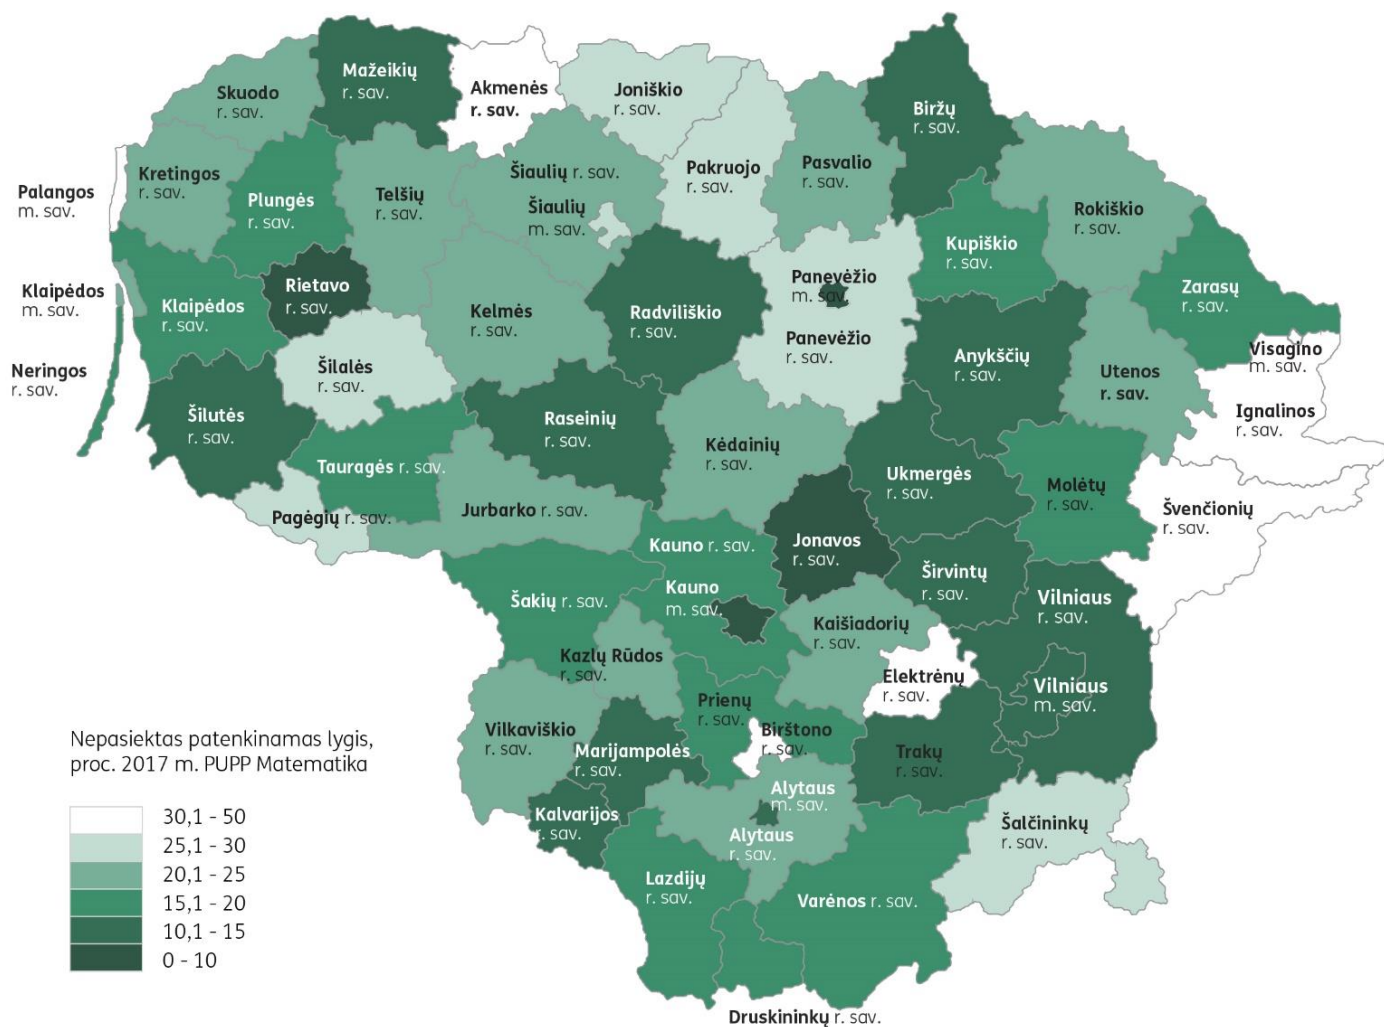 Mažeikių
r. sav.
Skuodo
r. sav.
Akmenės
r. sav.
Joniškio
r. sav.
Biržų
r. sav.
Kretingos
r. sav.
Plungės
r. sav.
Telšių
r. sav.
Šiaulių r. sav.
Šiaulių
m. sav.
Pakruojo
r. sav.
Pasvalio
r. sav.
Palangos
m. sav.
Rokiškio
r. sav.
Kupiškio
r. sav.
Klaipėdos
m. sav.
Klaipėdos
r. sav.
Rietavo
r. sav.
Kelmės
r. sav.
Radviliškio
r. sav.
Panevėžio
m. sav.
Panevėžio
r. sav.
Zarasų
r. sav.
Neringos
r. sav.
Šilalės
r. sav.
Anykščių
r. sav.
Utenos
r. sav.
Visagino
m. sav.
Ignalinos
r. sav.
Šilutės
r. sav.
Raseinių
r. sav.
Tauragės r. sav.
Kėdainių
r. sav.
Ukmergės
r. sav.
Molėtų
r. sav.
Švenčionių
r. sav.
Pagėgių r. sav.
Jurbarko r. sav.
Kauno r. sav.
Jonavos
r. sav.
Širvintų
r. sav.
Šakių r. sav.
Kauno
m. sav.
Kaišiadorių
r. sav.
Vilniaus
r. sav.
Kazlų Rūdos
r. sav.
Elektrėnų
r. sav.
Vilniaus
m. sav.
Vilkaviškio
r. sav.
Prienų
r. sav.
Birštono
r. sav.
Marijampolės
r. sav.
Trakų
r. sav.
Kalvarijos
r. sav.
Alytaus
m. sav.
Alytaus
r. sav.
Šalčininkų
r. sav.
Lazdijų
r. sav.
Varėnos r. sav.
Druskininkų r. sav.
Nepasiektas patenkinamas lygis,
proc. 2017 m. PUPP Matematika
30,1 - 50
25,1 - 30
20,1 - 25
15,1 - 20
10,1 - 15
0 - 10